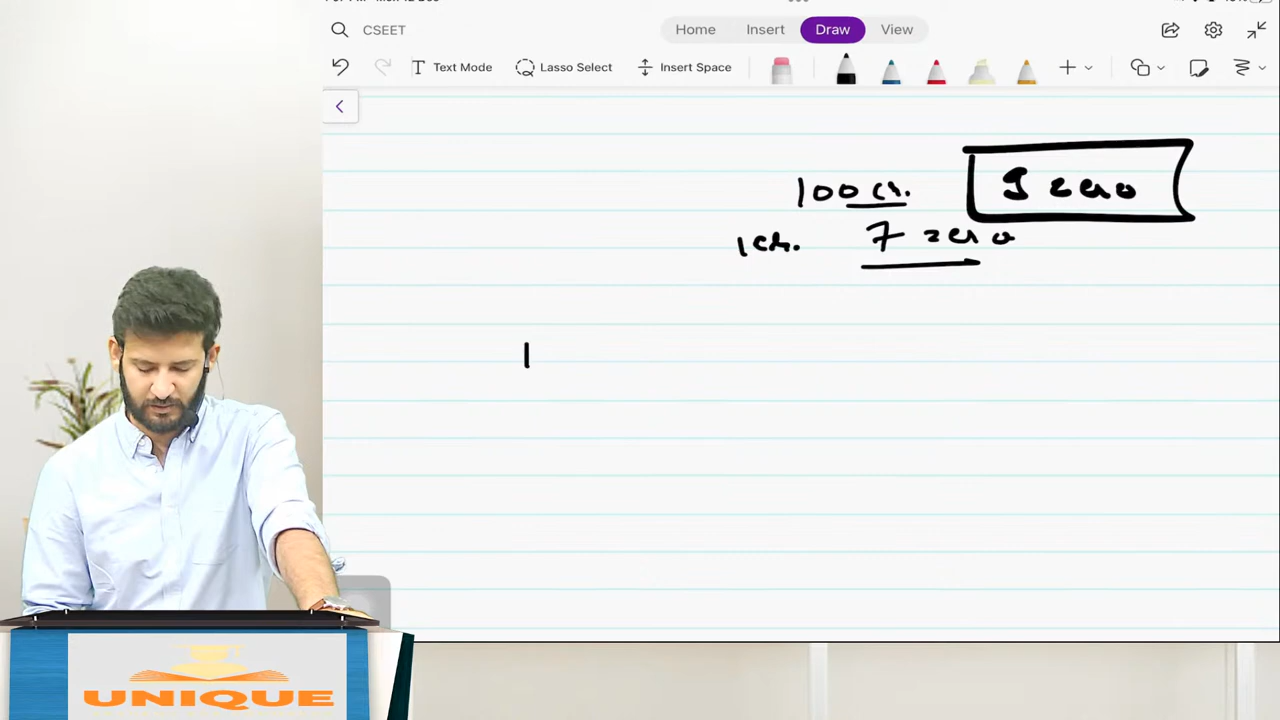 CSEET
Home Insert Draw View
Text Mode Lasso Select Insert Space
100 cr. 9 zero
1cr. 7 zero
1
UNIQUE